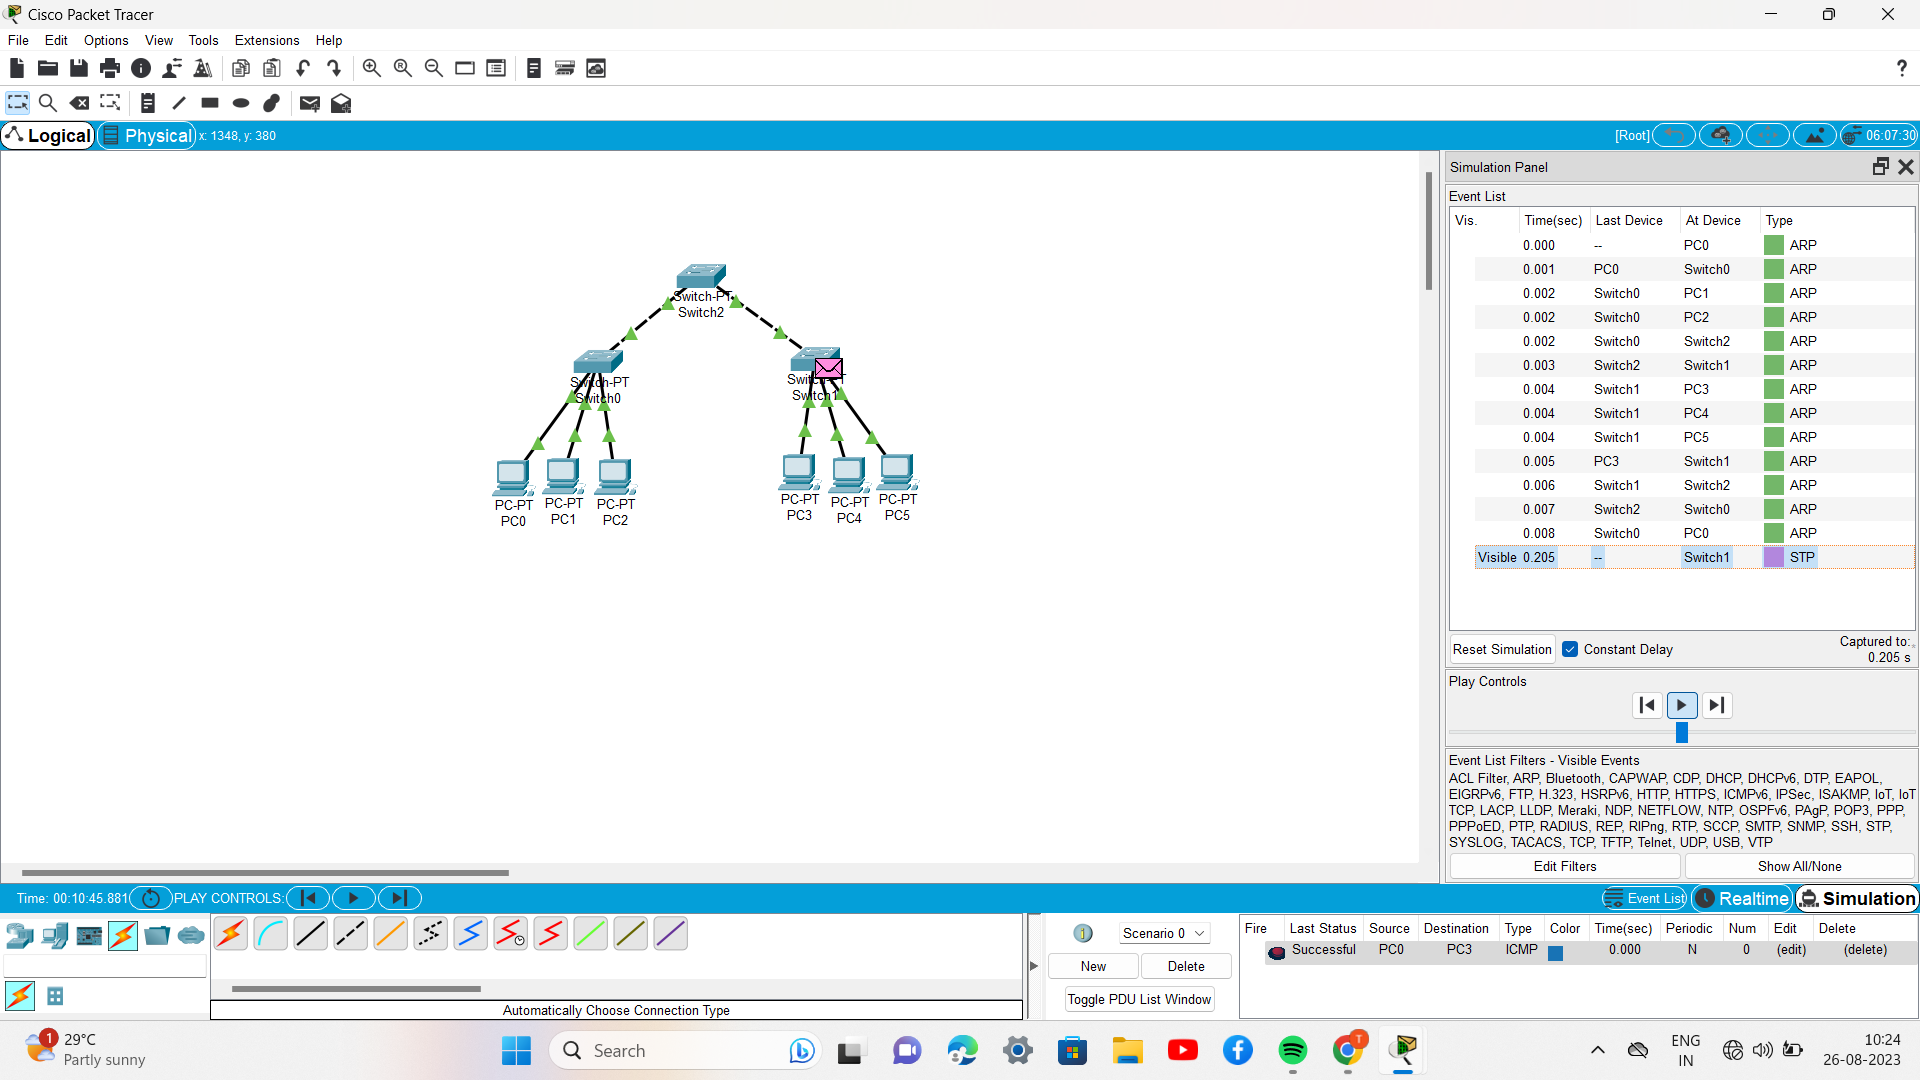 Cisco Packet Tracer
File Edit Options View Tools Extensions Help
Logical Physical x: 1348, y: 380 [Root] 06:07:30
Switch-PT
Switch2
Switch-PT
Switch0
Switch1
PC-PT
PC0
PC-PT
PC1
PC-PT
PC2
PC-PT
PC3
PC-PT
PC4
PC-PT
PC5
Simulation Panel
Event List
Vis. Time(sec) Last Device At Device Type
0.000 -- PC0 ARP
0.001 PC0 Switch0 ARP
0.002 Switch0 PC1 ARP
0.002 Switch0 PC2 ARP
0.002 Switch0 Switch2 ARP
0.003 Switch2 Switch1 ARP
0.004 Switch1 PC3 ARP
0.004 Switch1 PC4 ARP
0.004 Switch1 PC5 ARP
0.005 PC3 Switch1 ARP
0.006 Switch1 Switch2 ARP
0.007 Switch2 Switch0 ARP
0.008 Switch0 PC0 ARP
Visible 0.205 -- Switch1 STP
Reset Simulation Constant Delay Captured to:
0.205 s
Play Controls
Event List Filters - Visible Events
ACL Filter, ARP, Bluetooth, CAPWAP, CDP, DHCP, DHCPv6, DTP, EAPOL,
EIGRPv6, FTP, H.323, HSRPv6, HTTP, HTTPS, ICMPv6, IPSec, ISAKMP, IoT, IoT
TCP, LACP, LLDP, Meraki, NDP, NETFLOW, NTP, OSPFv6, PAgP, POP3, PPP,
PPPoED, PTP, RADIUS, REP, RIPng, RTP, SCCP, SMTP, SNMP, SSH, STP,
SYSLOG, TACACS, TCP, TFTP, Telnet, UDP, USB, VTP
Edit Filters Show All/None
Time: 00:10:45.881 PLAY CONTROLS: Event List Realtime Simulation
Automatically Choose Connection Type
Scenario 0
New Delete
Toggle PDU List Window
Fire Last Status Source Destination Type Color Time(sec) Periodic Num Edit Delete
Successful PC0 PC3 ICMP 0.000 N 0 (edit) (delete)
1
29°C
Partly sunny
Search
T
ENG
IN
10:24
26-08-2023